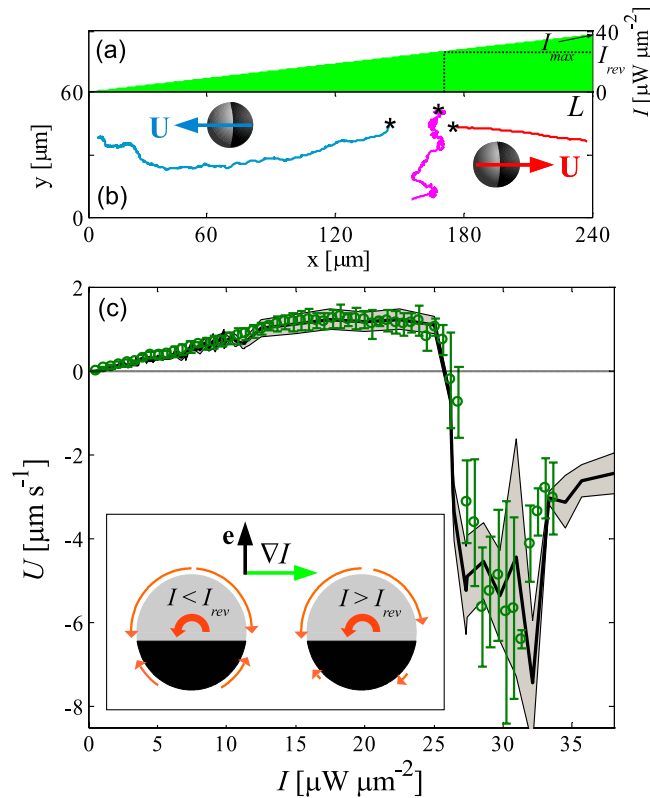 (a)
I_max
I_rev
40
0
I [μW μm⁻²]
60
L
* * *
U
U
y [μm]
(b)
0
0 60 120 180 240
x [μm]
(c)
2
0
-2
-4
-6
-8
U [μm s⁻¹]
e
∇I
I < I_rev
I > I_rev
0 5 10 15 20 25 30 35
I [μW μm⁻²]